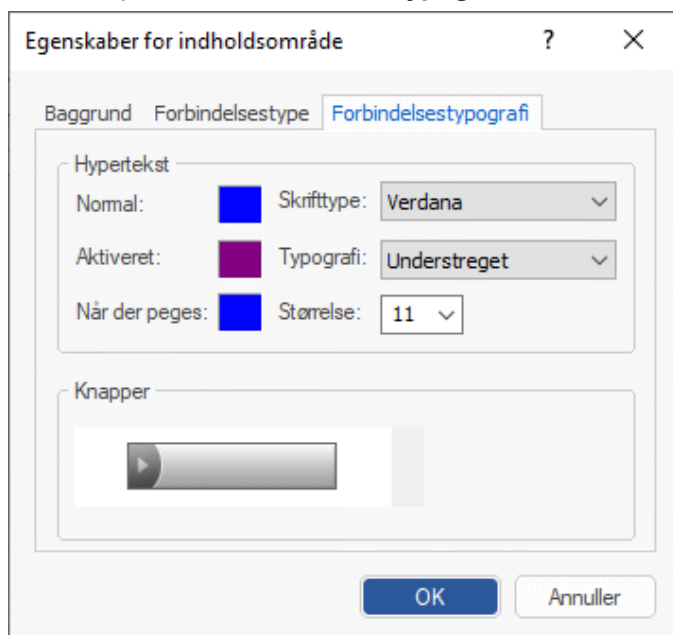 Egenskaber for indholdsområde ?
Baggrund Forbindelsestype Forbindelsestypografi
Hypertekst
Normal: Skrifttype: Verdana
Aktiveret: Typografi: Understreget
Når der peges: Størrelse: 11
Knapper
OK Annuller